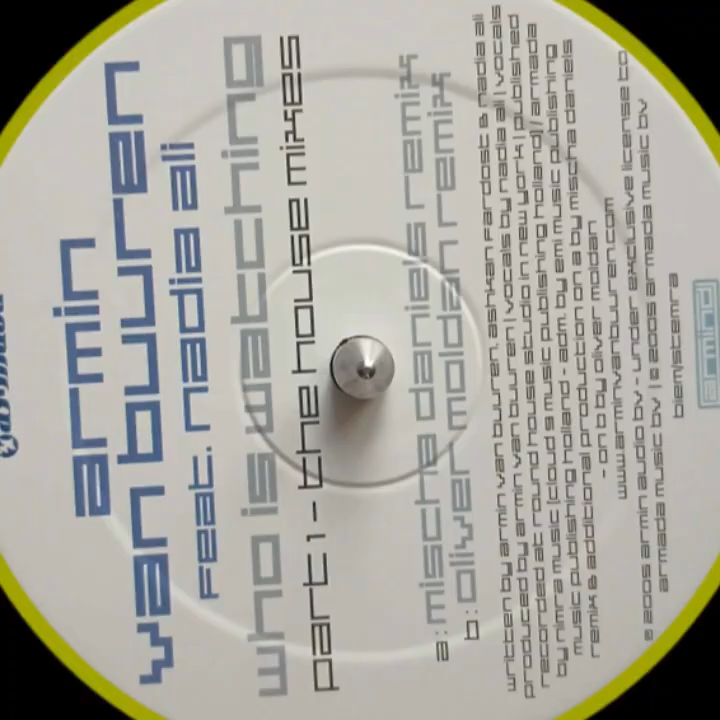 armin
van buuren
feat. nadia ali
who is watching
part 1 - the house mixes
a: mischa daniels remix
b: oliver moldan remix
written by armin van buuren, ashkan fardost & nadia ali
produced by armin van buuren | vocals by nadia ali | vocals
recorded at round house studio in new york | published
by nimra music (cloud 9 music publishing holland) / armada
music publishing holland - adm. by emi music publishing
remix & additional production on a by mischa daniels
- on b by oliver moldan
www.arminvanbuuren.com
℗ 2005 armin audio bv - under exclusive license to
armada music bv | © 2005 armada music bv
biem/stemra
armind